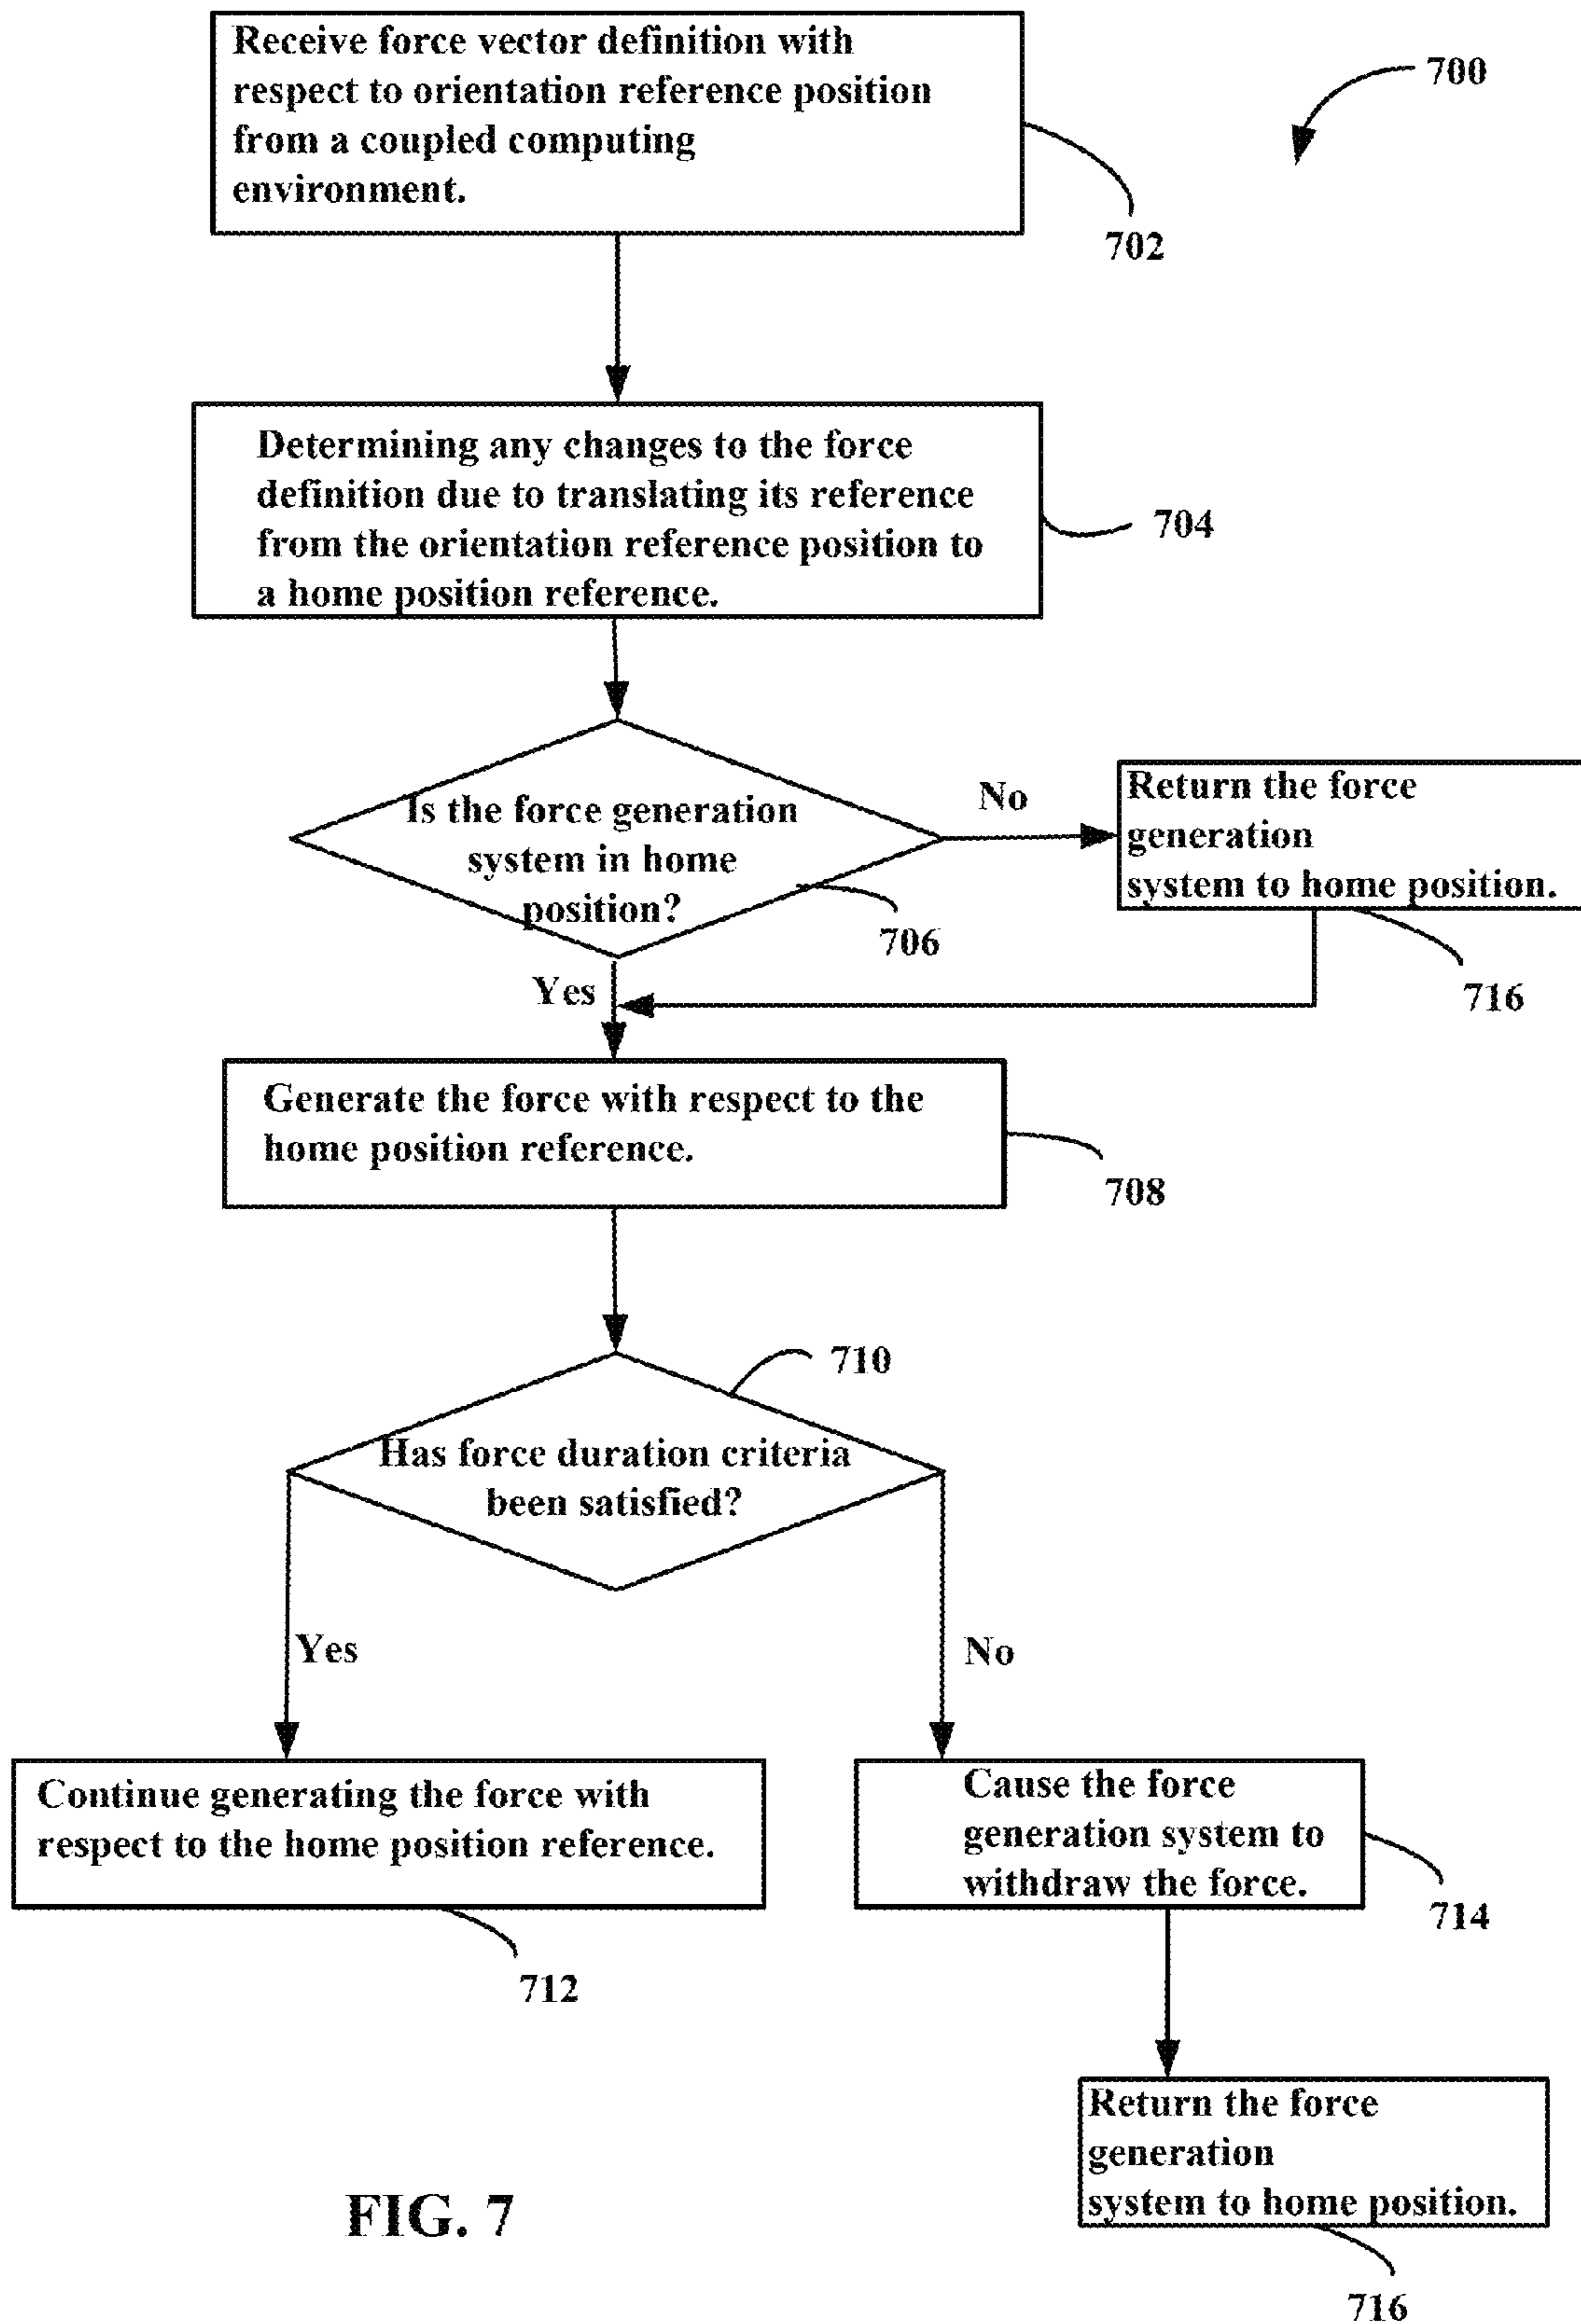 Receive force vector definition with
respect to orientation reference position
from a coupled computing
environment.
700
702
Determining any changes to the force
definition due to translating its reference
from the orientation reference position to
a home position reference.
704
Is the force generation
system in home
position?
706
No
Return the force
generation
system to home position.
716
Yes
Generate the force with respect to the
home position reference.
708
710
Has force duration criteria
been satisfied?
Yes
No
Continue generating the force with
respect to the home position reference.
712
Cause the force
generation system to
withdraw the force.
714
Return the force
generation
system to home position.
716
FIG. 7